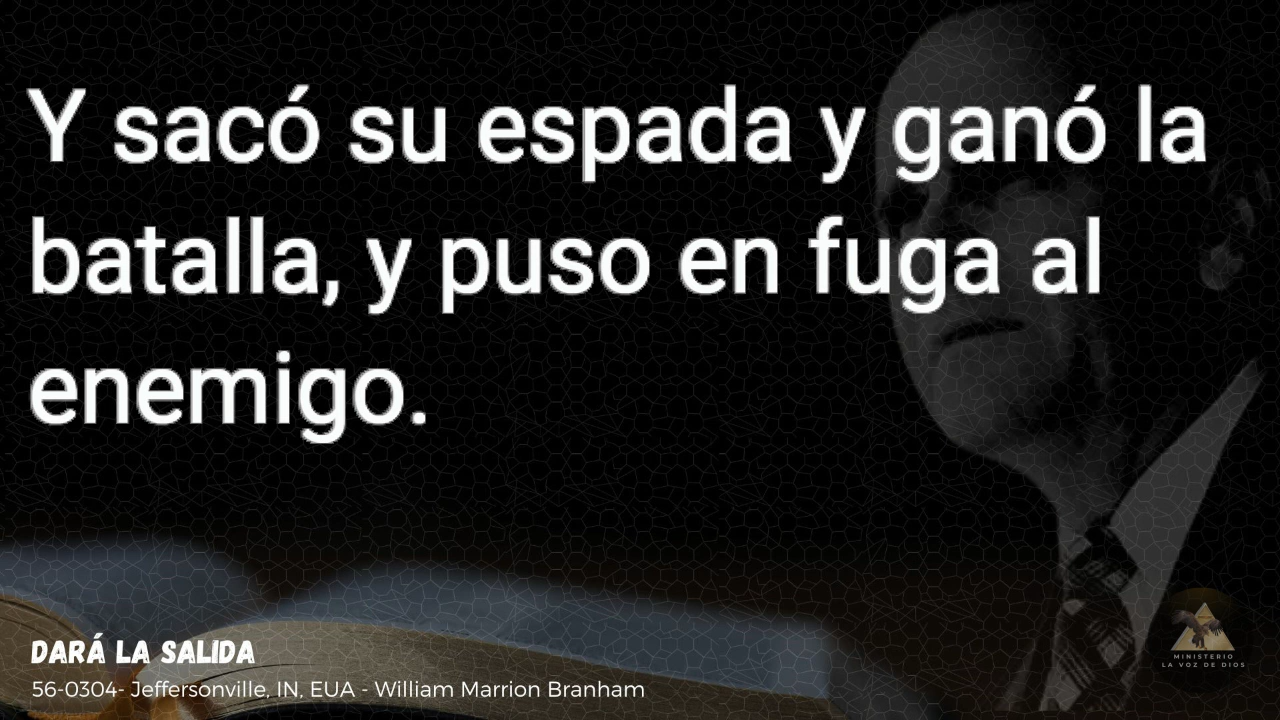 Y sacó su espada y ganó la
batalla, y puso en fuga al
enemigo.
DARÁ LA SALIDA
56-0304- Jeffersonville, IN, EUA - William Marrion Branham
MINISTERIO
LA VOZ DE DIOS